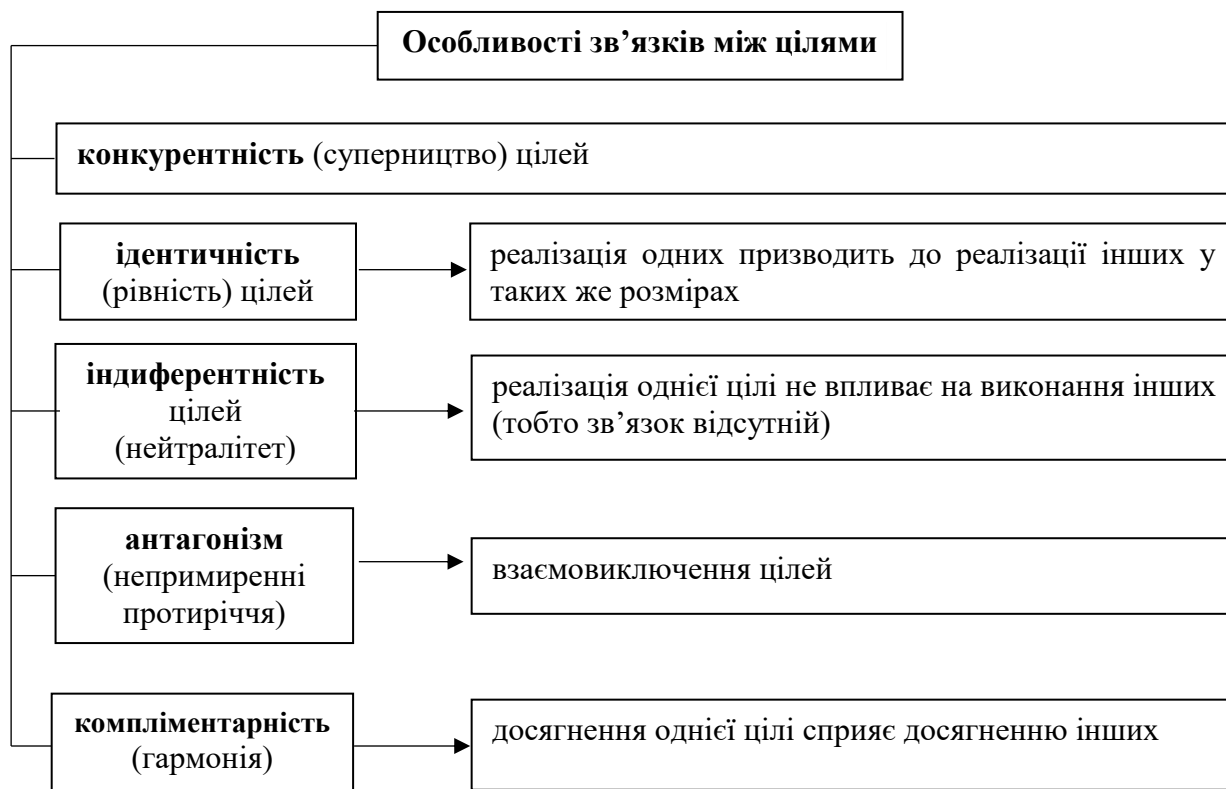 Особливості зв’язків між цілями
конкурентність (суперництво) цілей
ідентичність
(рівність) цілей
реалізація одних призводить до реалізації інших у
таких же розмірах
індиферентність
цілей
(нейтралітет)
реалізація однієї цілі не впливає на виконання інших
(тобто зв’язок відсутній)
антагонізм
(непримиренні
протиріччя)
взаємовиключення цілей
компліментарність
(гармонія)
досягнення однієї цілі сприяє досягненню інших